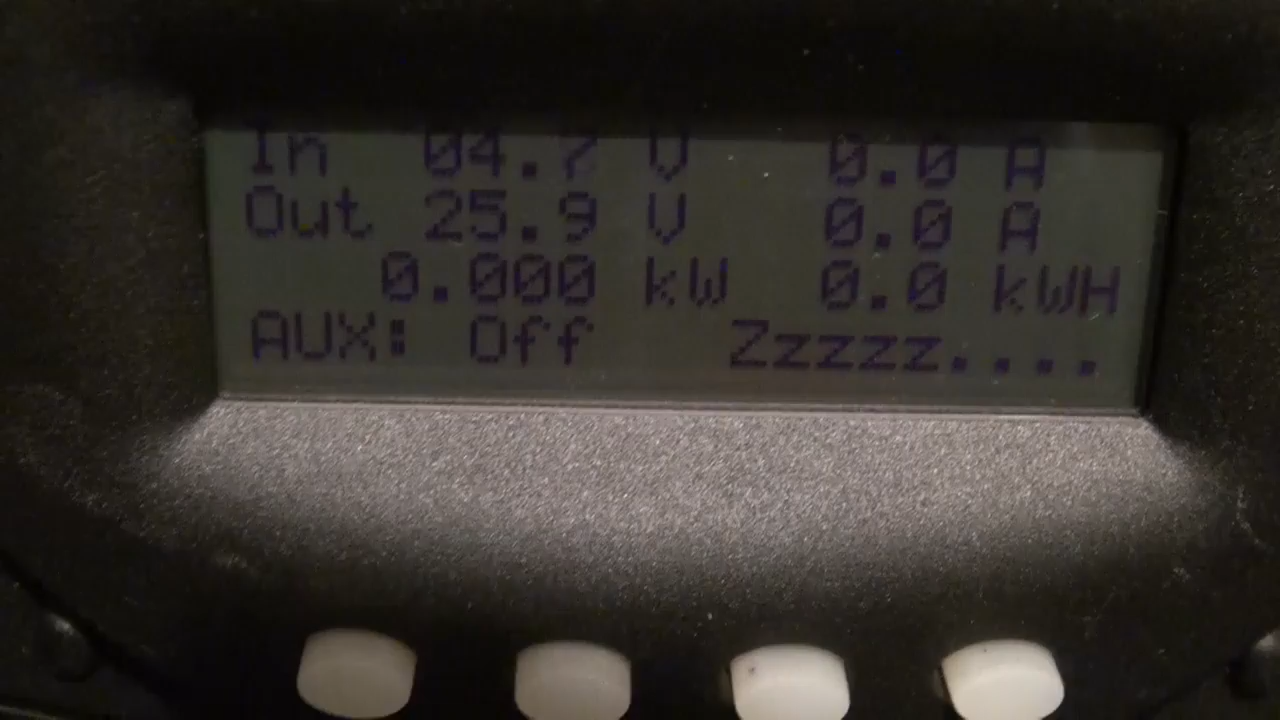 In 04.7 V 0.0 A
Out 25.9 V 0.0 A
0.000 kW 0.0 kWH
AUX: Off Zzzzz....